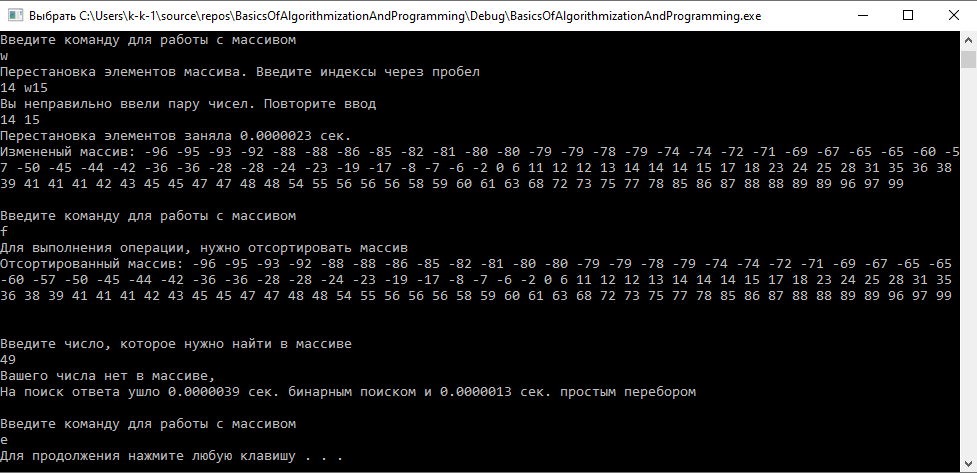 Выбрать C:\Users\k-k-1\source\repos\BasicsOfAlgorithmizationAndProgramming\Debug\BasicsOfAlgorithmizationAndProgramming.exe
Введите команду для работы с массивом
w
Перестановка элементов массива. Введите индексы через пробел
14 w15
Вы неправильно ввели пару чисел. Повторите ввод
14 15
Перестановка элементов заняла 0.0000023 сек.
Измененый массив: -96 -95 -93 -92 -88 -88 -86 -85 -82 -81 -80 -80 -79 -79 -78 -79 -74 -74 -72 -71 -69 -67 -65 -65 -60 -5
7 -50 -45 -44 -42 -36 -36 -28 -28 -24 -23 -19 -17 -8 -7 -6 -2 0 6 11 12 12 13 14 14 14 15 17 18 23 24 25 28 31 35 36 38
39 41 41 41 42 43 45 45 47 47 48 48 54 55 56 56 56 58 59 60 61 63 68 72 73 75 77 78 85 86 87 88 88 89 89 96 97 99
Введите команду для работы с массивом
f
Для выполнения операции, нужно отсортировать массив
Отсортированный массив: -96 -95 -93 -92 -88 -88 -86 -85 -82 -81 -80 -80 -79 -79 -78 -79 -74 -74 -72 -71 -69 -67 -65 -65
-60 -57 -50 -45 -44 -42 -36 -36 -28 -28 -24 -23 -19 -17 -8 -7 -6 -2 0 6 11 12 12 13 14 14 14 15 17 18 23 24 25 28 31 35
36 38 39 41 41 41 42 43 45 45 47 47 48 48 54 55 56 56 56 58 59 60 61 63 68 72 73 75 77 78 85 86 87 88 88 89 89 96 97 99
Введите число, которое нужно найти в массиве
49
Вашего числа нет в массиве,
На поиск ответа ушло 0.0000039 сек. бинарным поиском и 0.0000013 сек. простым перебором
Введите команду для работы с массивом
e
Для продолжения нажмите любую клавишу . . .